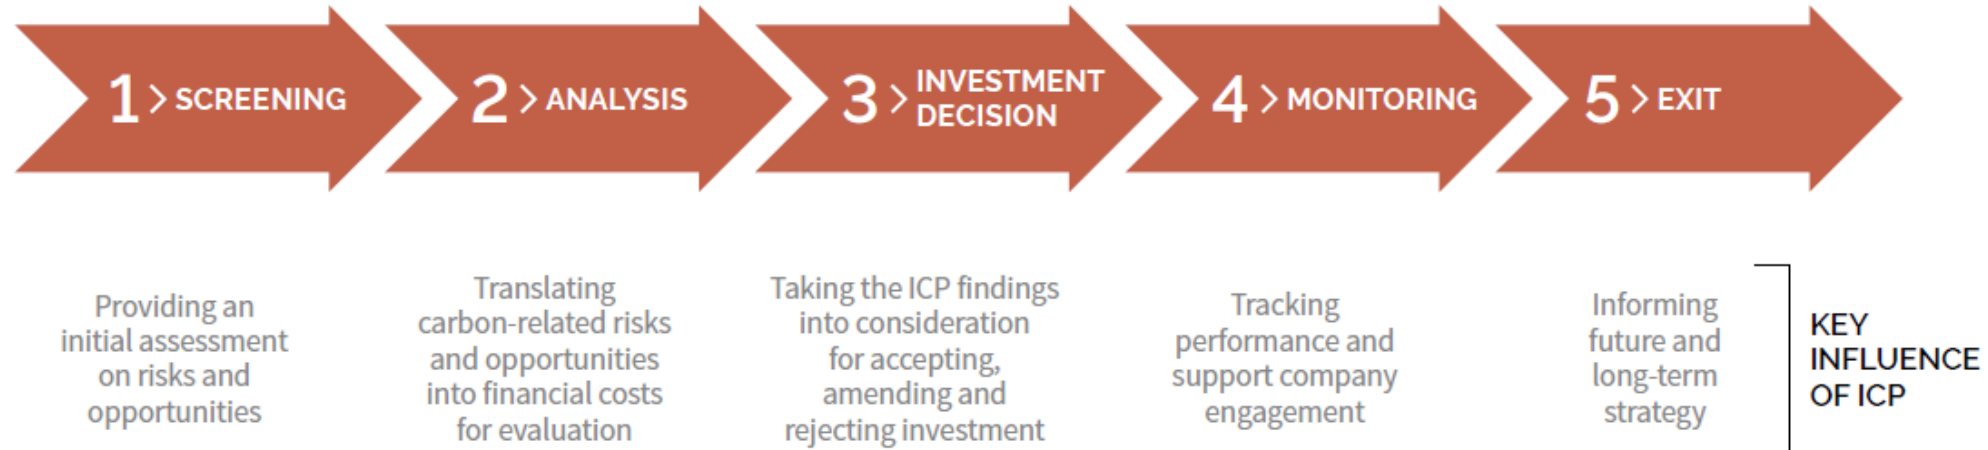 1 > SCREENING
2 > ANALYSIS
3 > INVESTMENT
DECISION
4 > MONITORING
5 > EXIT
Providing an
initial assessment
on risks and
opportunities
Translating
carbon-related risks
and opportunities
into financial costs
for evaluation
Taking the ICP findings
into consideration
for accepting,
amending and
rejecting investment
Tracking
performance and
support company
engagement
Informing
future and
long-term
strategy
KEY
INFLUENCE
OF ICP